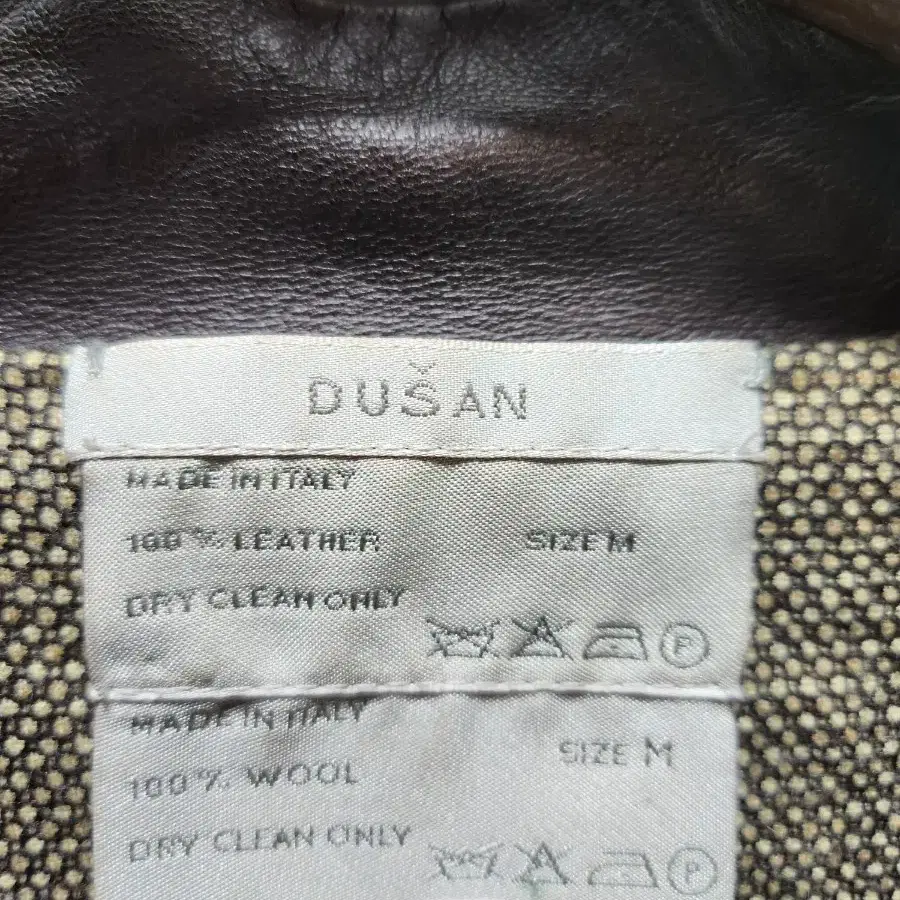 DUŠAN
MADE IN ITALY
100% LEATHER SIZE M
DRY CLEAN ONLY
P
MADE IN ITALY
100% WOOL SIZE M
DRY CLEAN ONLY
P